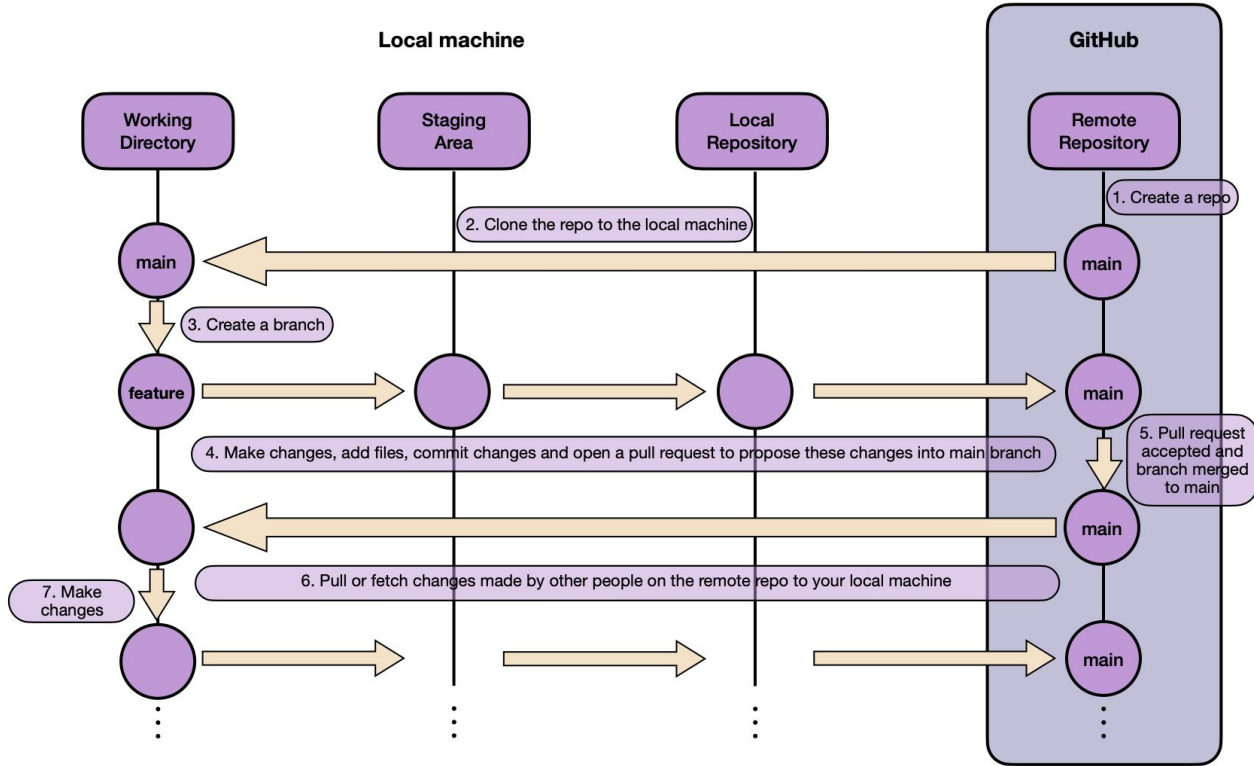 Local machine
GitHub
Working
Directory
Staging
Area
Local
Repository
Remote
Repository
1. Create a repo
2. Clone the repo to the local machine
main
main
3. Create a branch
feature
main
4. Make changes, add files, commit changes and open a pull request to propose these changes into main branch
5. Pull request
accepted and
branch merged
to main
main
6. Pull or fetch changes made by other people on the remote repo to your local machine
7. Make
changes
main